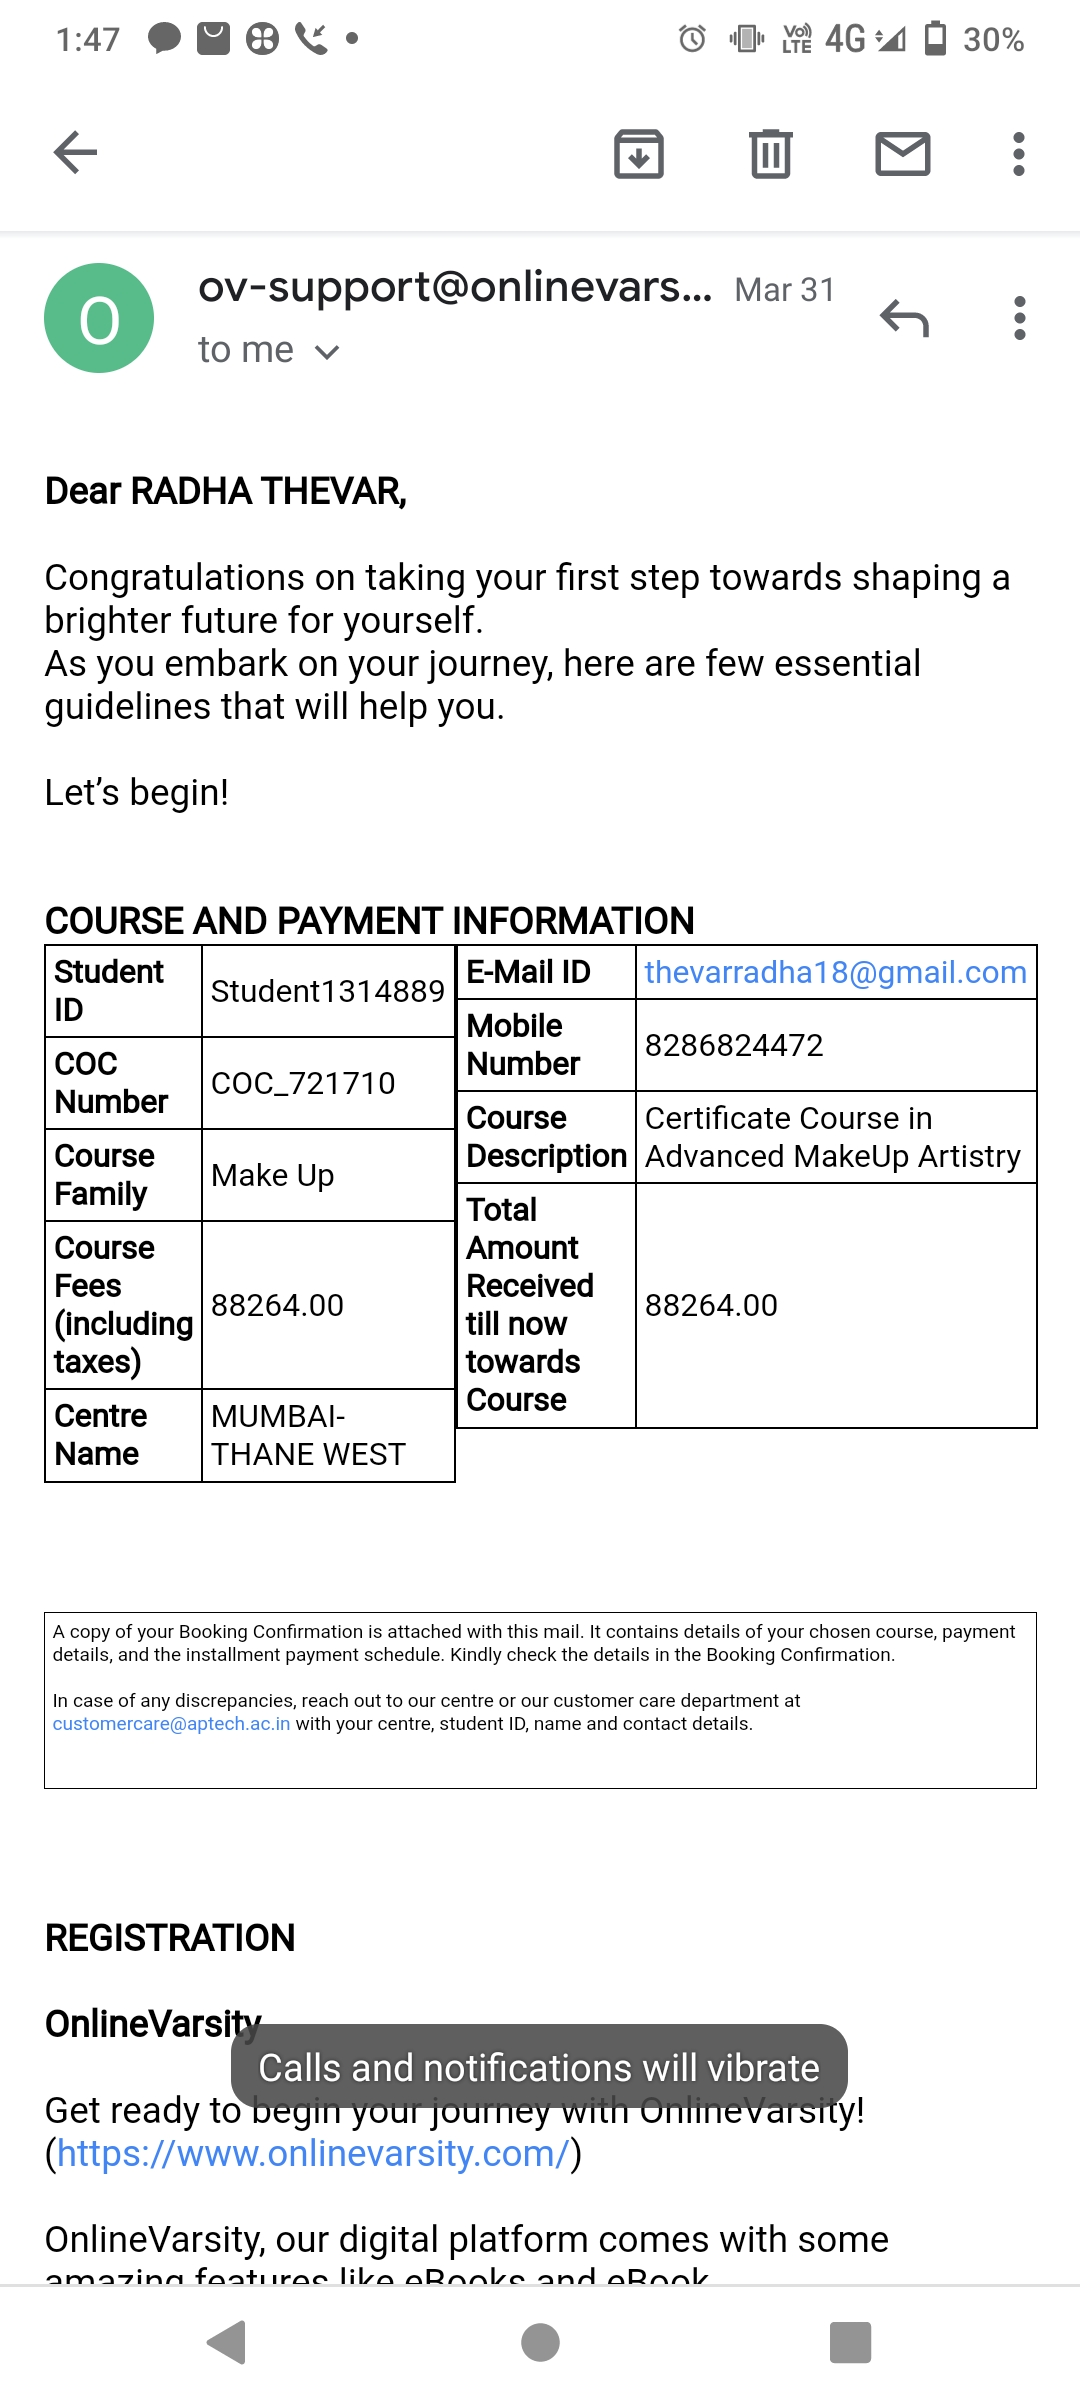 1:47
VoI) LTE 4G 30%
ov-support@onlinevars... Mar 31
O
to me
Dear RADHA THEVAR,
Congratulations on taking your first step towards shaping a
brighter future for yourself.
As you embark on your journey, here are few essential
guidelines that will help you.
Let’s begin!
COURSE AND PAYMENT INFORMATION
Student
ID
Student1314889
COC
Number
COC_721710
Course
Family
Make Up
Course
Fees
(including
taxes)
88264.00
Centre
Name
MUMBAI-
THANE WEST
E-Mail ID
thevarradha18@gmail.com
Mobile
Number
8286824472
Course
Description
Certificate Course in
Advanced MakeUp Artistry
Total
Amount
Received
till now
towards
Course
88264.00
A copy of your Booking Confirmation is attached with this mail. It contains details of your chosen course, payment
details, and the installment payment schedule. Kindly check the details in the Booking Confirmation.
In case of any discrepancies, reach out to our centre or our customer care department at
customercare@aptech.ac.in with your centre, student ID, name and contact details.
REGISTRATION
OnlineVarsity
Calls and notifications will vibrate
Get ready to begin your journey with OnlineVarsity!
(https://www.onlinevarsity.com/)
OnlineVarsity, our digital platform comes with some
amazing features like eBooks and eBook